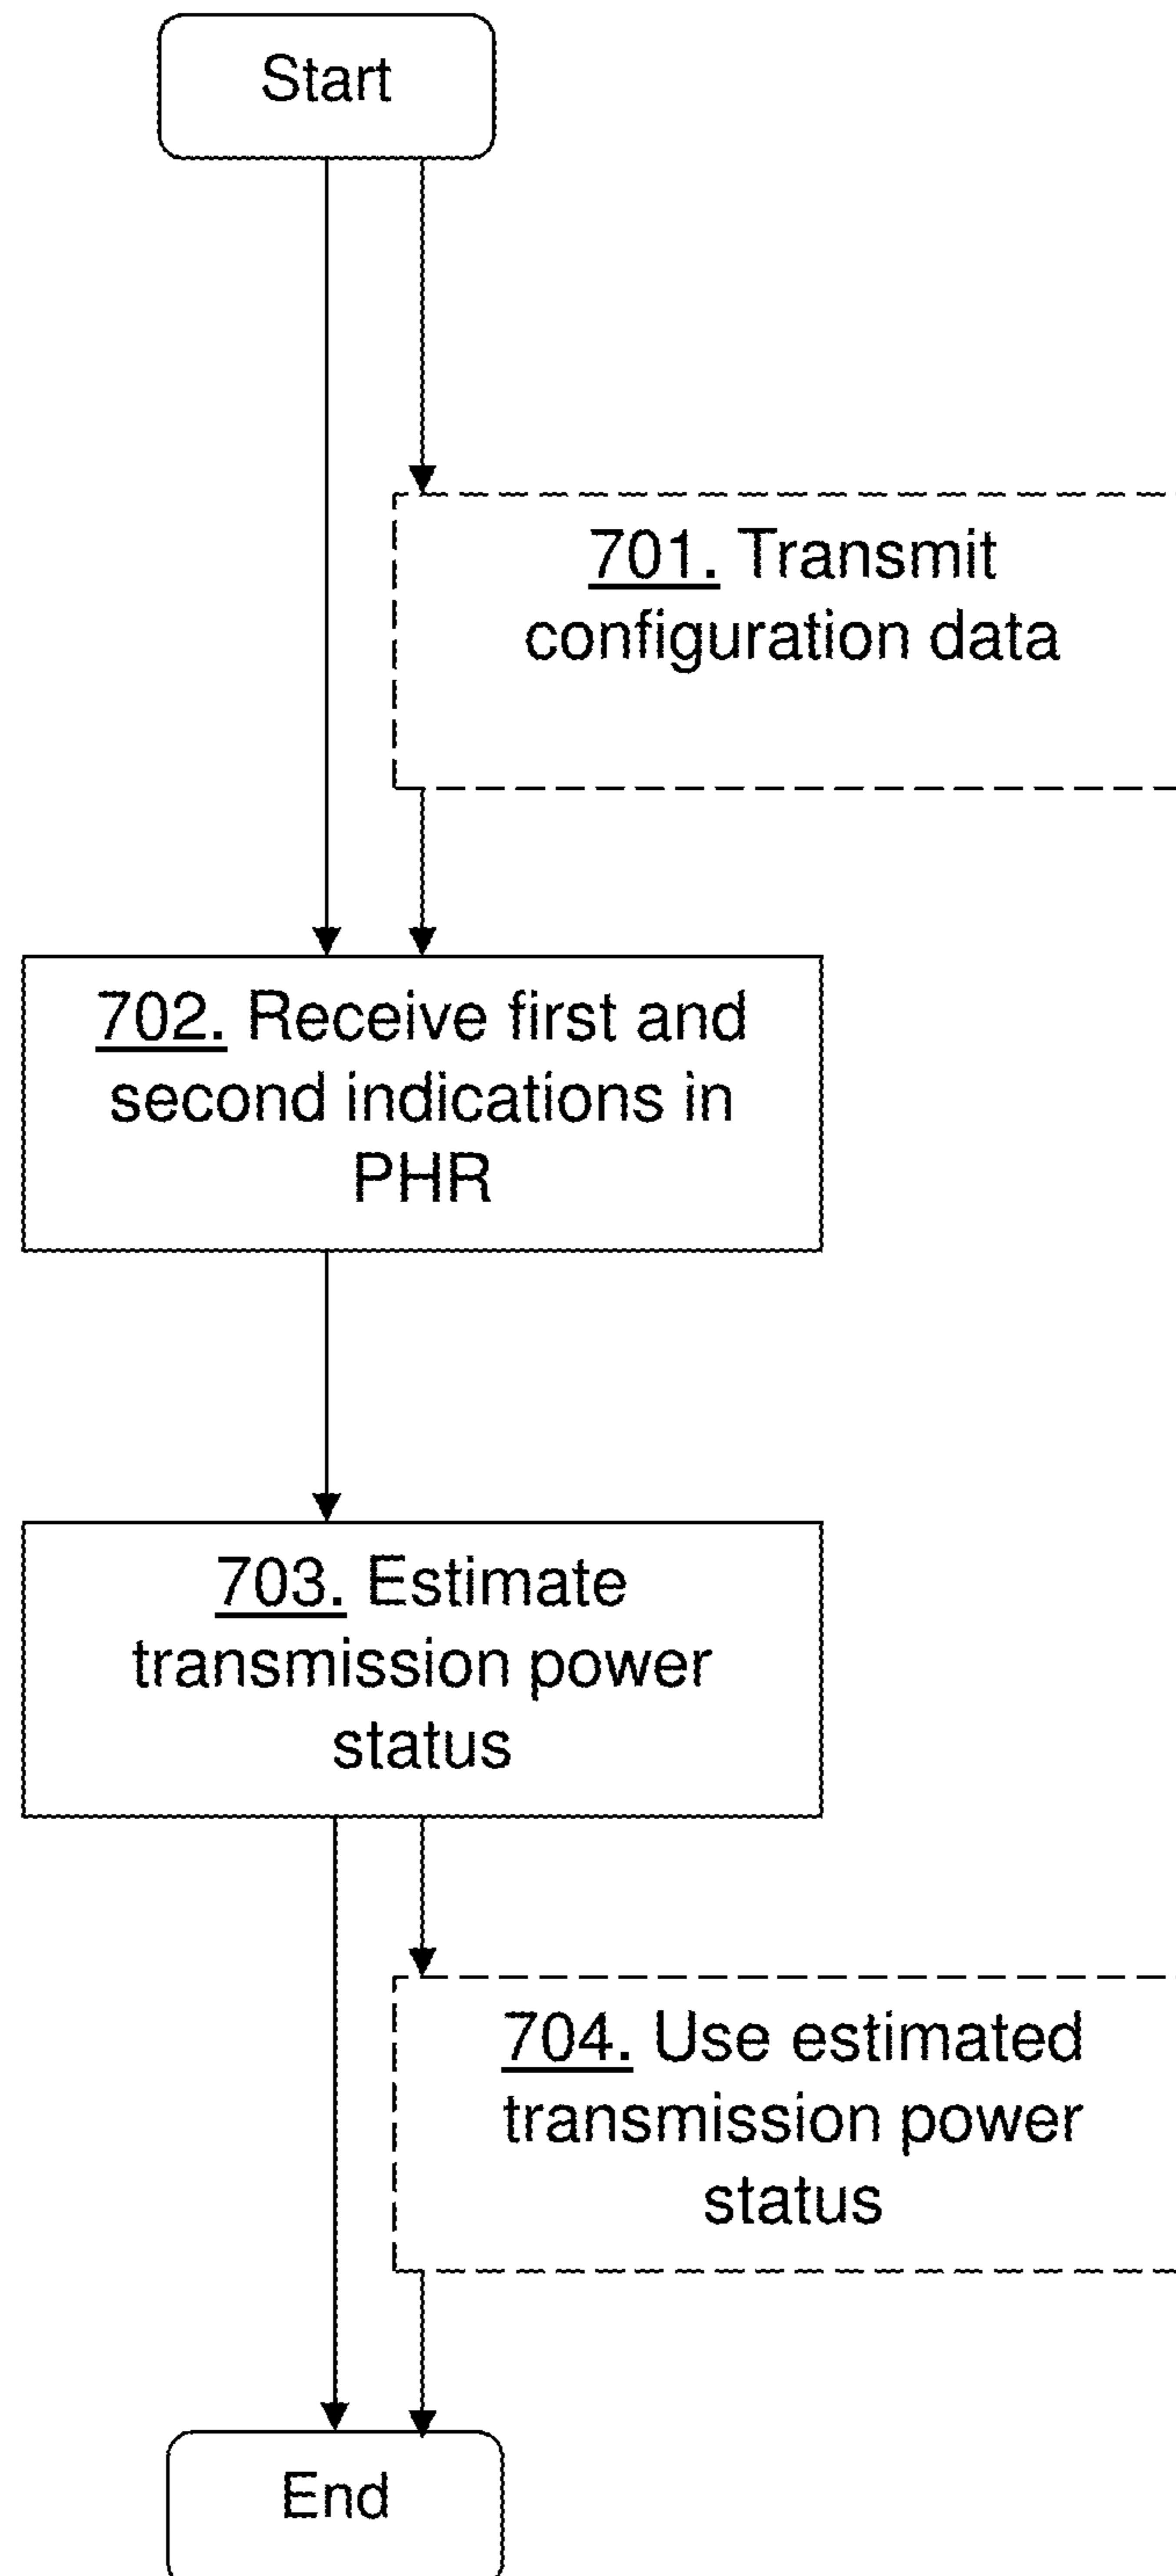 Start
701. Transmit
configuration data
702. Receive first and
second indications in
PHR
703. Estimate
transmission power
status
704. Use estimated
transmission power
status
End